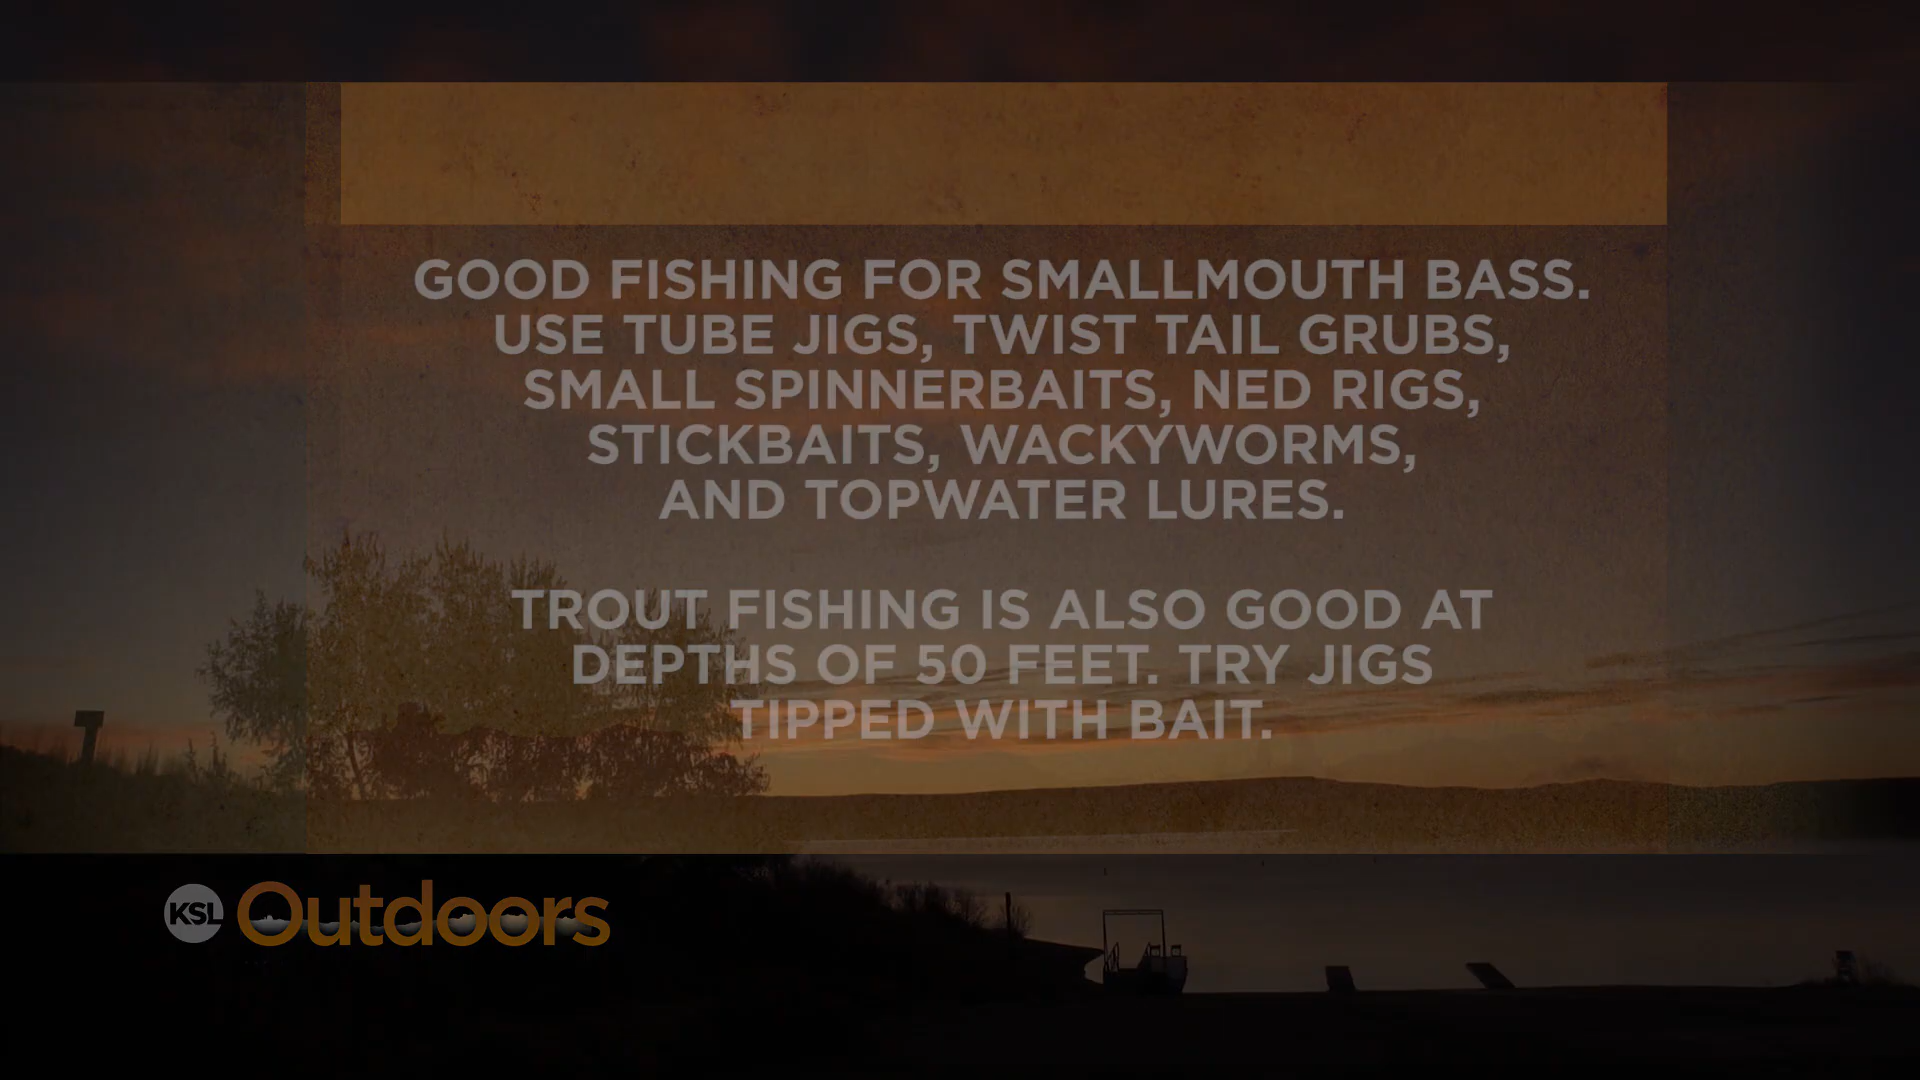 GOOD FISHING FOR SMALLMOUTH BASS.
USE TUBE JIGS, TWIST TAIL GRUBS,
SMALL SPINNERBAITS, NED RIGS,
STICKBAITS, WACKYWORMS,
AND TOPWATER LURES.
TROUT FISHING IS ALSO GOOD AT
DEPTHS OF 50 FEET. TRY JIGS
TIPPED WITH BAIT.
KSL Outdoors